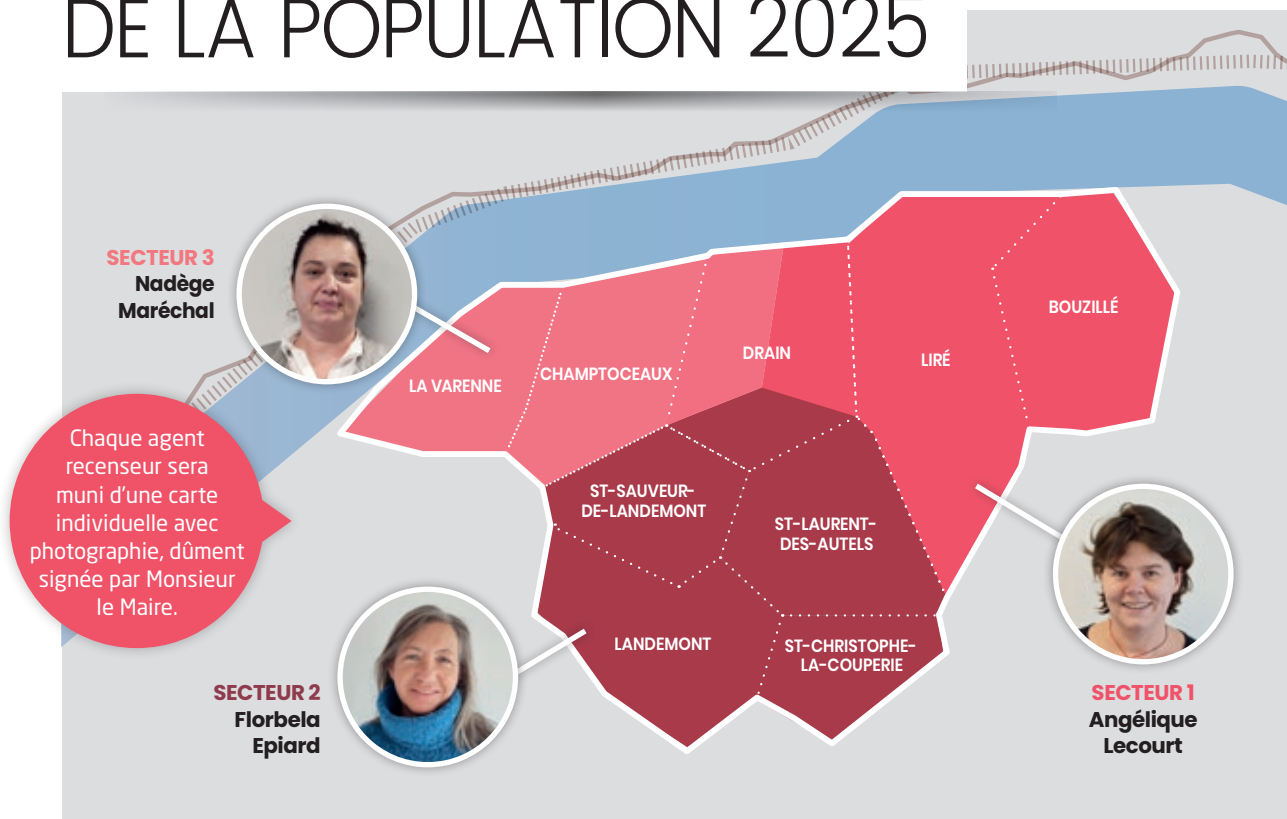 DE LA POPULATION 2025
SECTEUR 3
Nadège
Maréchal
BOUZILLÉ
DRAIN
LIRÉ
CHAMPTOCEAUX
LA VARENNE
Chaque agent
recenseur sera
muni d’une carte
individuelle avec
photographie, dûment
signée par Monsieur
le Maire.
ST-SAUVEUR-
DE-LANDEMONT
ST-LAURENT-
DES-AUTELS
LANDEMONT
ST-CHRISTOPHE-
LA-COUPERIE
SECTEUR 2
Florbela
Epiard
SECTEUR 1
Angélique
Lecourt